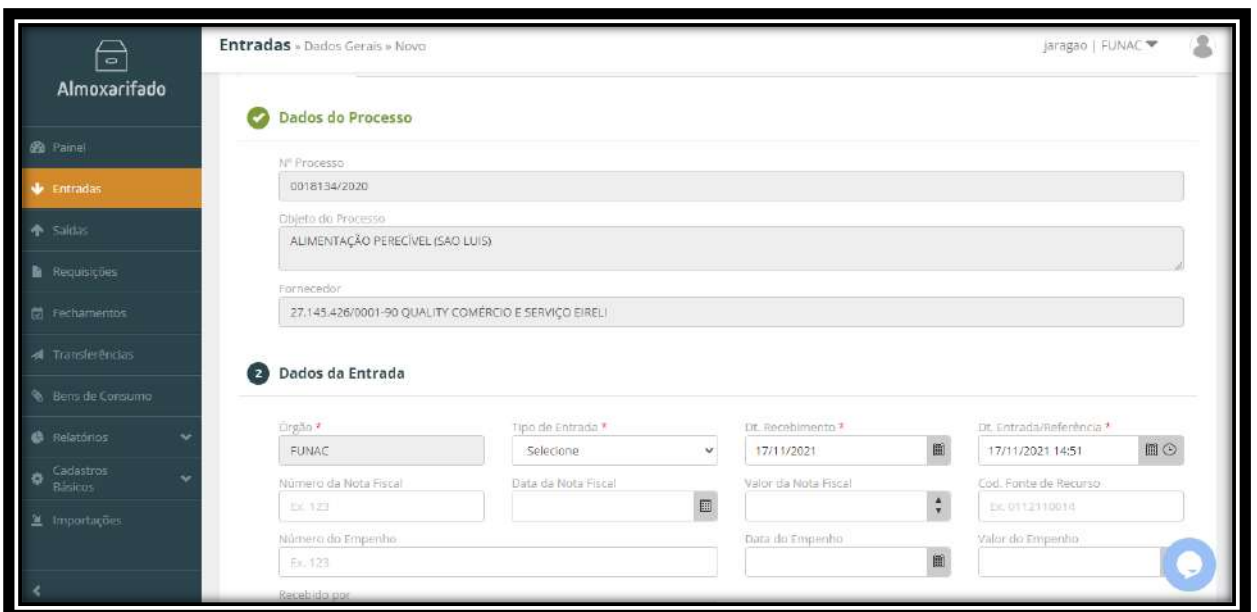 Entradas » Dados Gerais » Novo
jaragao | FUNAC
Almoxarifado
Painel
Entradas
Saídas
Requisições
Fechamentos
Transferências
Bens de Consumo
Relatórios
Cadastros
Básicos
Importações
Dados do Processo
Nº Processo
0018134/2020
Objeto do Processo
ALIMENTAÇÃO PERECÍVEL (SAO LUIS)
Fornecedor
27.145.426/0001-90 QUALITY COMÉRCIO E SERVIÇO EIRELI
2 Dados da Entrada
Órgão * Tipo de Entrada * Dt. Recebimento * Dt. Entrada/Referência *
FUNAC Selecione 17/11/2021 17/11/2021 14:51
Número da Nota Fiscal Data da Nota Fiscal Valor da Nota Fiscal Cod. Fonte de Recurso
Ex. 123 Ex. 0112110014
Número do Empenho Data do Empenho Valor do Empenho
Ex. 123
Recebido por